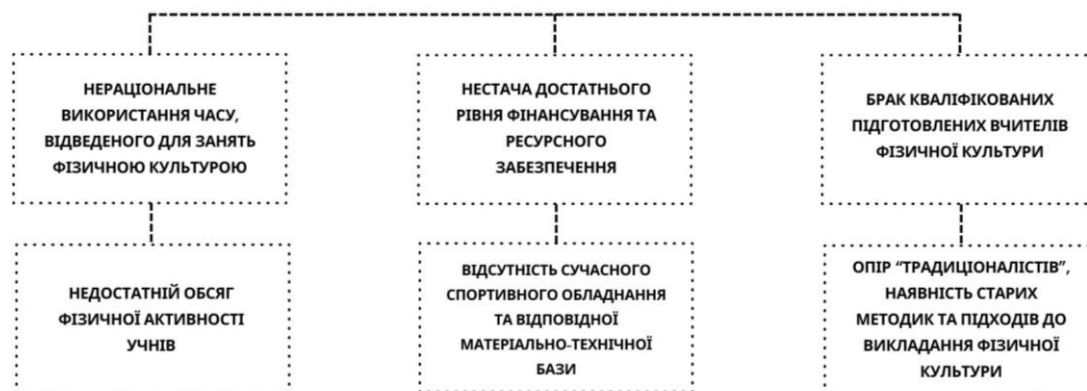 НЕРАЦІОНАЛЬНЕ
ВИКОРИСТАННЯ ЧАСУ,
ВІДВЕДЕНОГО ДЛЯ ЗАНЯТЬ
ФІЗИЧНОЮ КУЛЬТУРОЮ
НЕСТАЧА ДОСТАТНЬОГО
РІВНЯ ФІНАНСУВАННЯ ТА
РЕСУРСНОГО
ЗАБЕЗПЕЧЕННЯ
БРАК КВАЛІФІКОВАНИХ
ПІДГОТОВЛЕНИХ ВЧИТЕЛІВ
ФІЗИЧНОЇ КУЛЬТУРИ
НЕДОСТАТНІЙ ОБСЯГ
ФІЗИЧНОЇ АКТИВНОСТІ
УЧНІВ
ВІДСУТНІСТЬ СУЧАСНОГО
СПОРТИВНОГО ОБЛАДНАННЯ
ТА ВІДПОВІДНОЇ
МАТЕРІАЛЬНО-ТЕХНІЧНОЇ
БАЗИ
ОПІР “ТРАДИЦІОНАЛІСТІВ”,
НАЯВНІСТЬ СТАРИХ
МЕТОДИК ТА ПІДХОДІВ ДО
ВИКЛАДАННЯ ФІЗИЧНОЇ
КУЛЬТУРИ